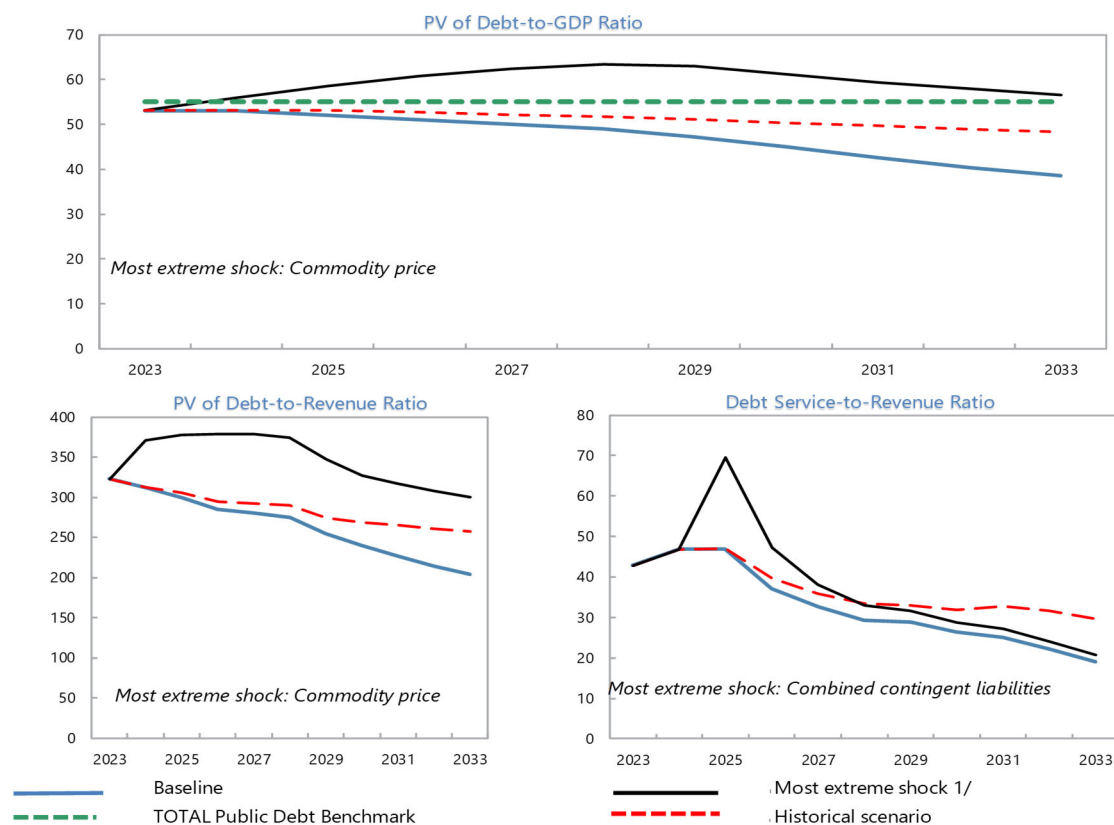 PV of Debt-to-GDP Ratio
70
60
50
40
30
20
10
0
Most extreme shock: Commodity price
2023 2025 2027 2029 2031 2033
PV of Debt-to-Revenue Ratio
400
350
300
250
200
150
100
50
0
Most extreme shock: Commodity price
2023 2025 2027 2029 2031 2033
Debt Service-to-Revenue Ratio
80
70
60
50
40
30
20
10
0
Most extreme shock: Combined contingent liabilities
2023 2025 2027 2029 2031 2033
Baseline
Most extreme shock 1/
TOTAL Public Debt Benchmark
Historical scenario